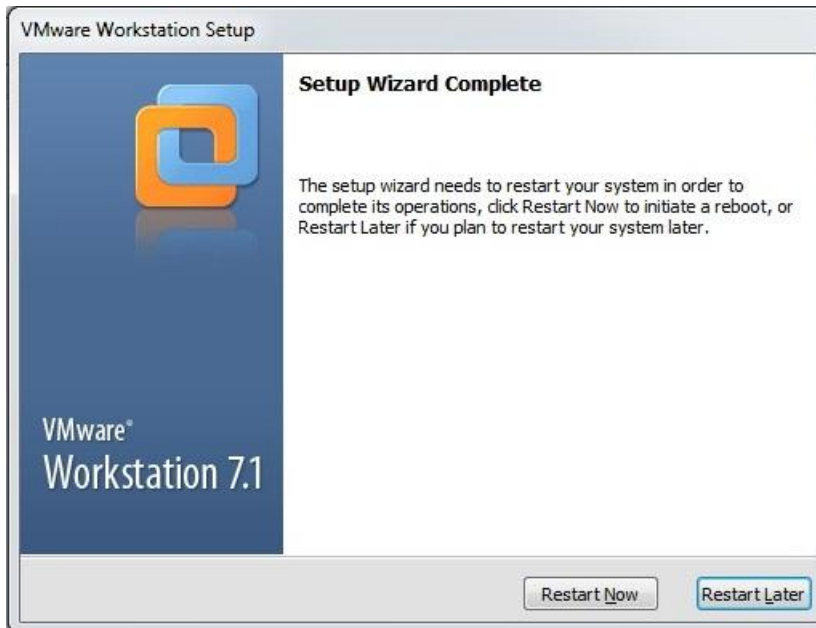 VMware Workstation Setup
Setup Wizard Complete
The setup wizard needs to restart your system in order to
complete its operations, click Restart Now to initiate a reboot, or
Restart Later if you plan to restart your system later.
VMware®
Workstation 7.1
Restart Now
Restart Later